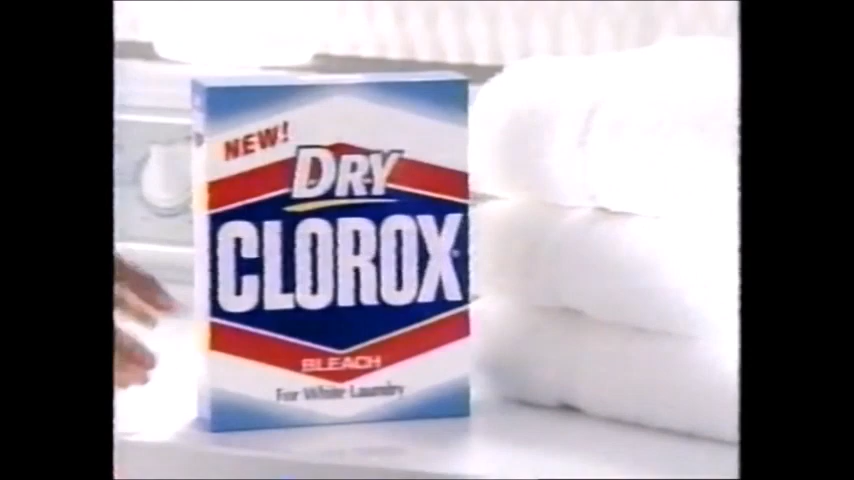 NEW!
DRY
CLOROX
BLEACH
For White Laundry